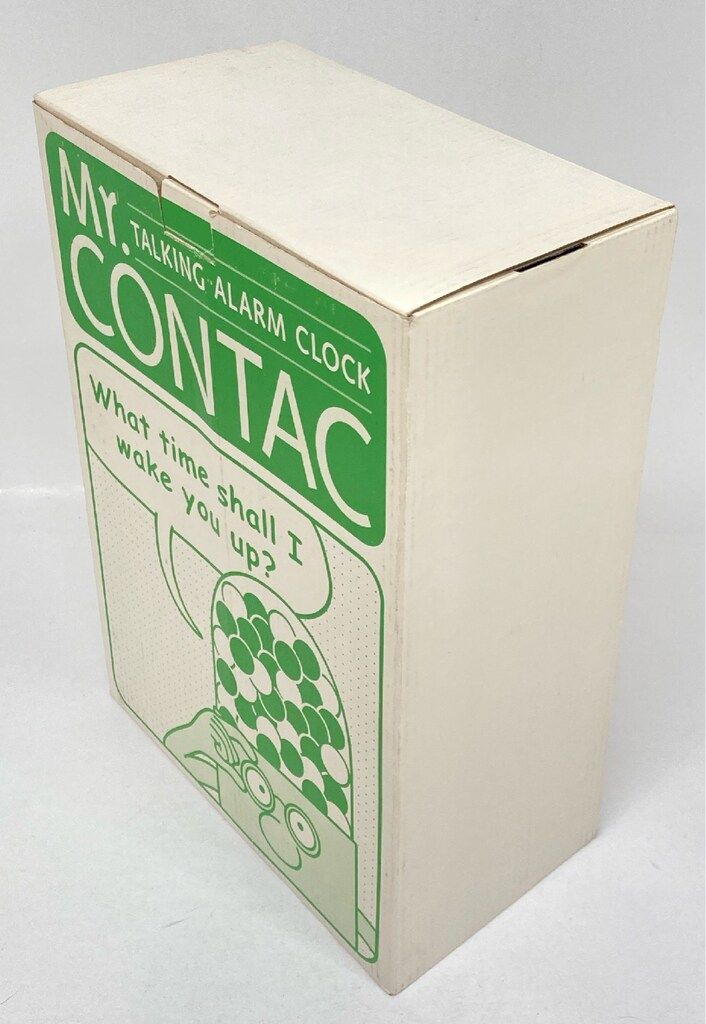 Mr.
TALKING ALARM CLOCK
CONTAC
What time shall I
wake you up?